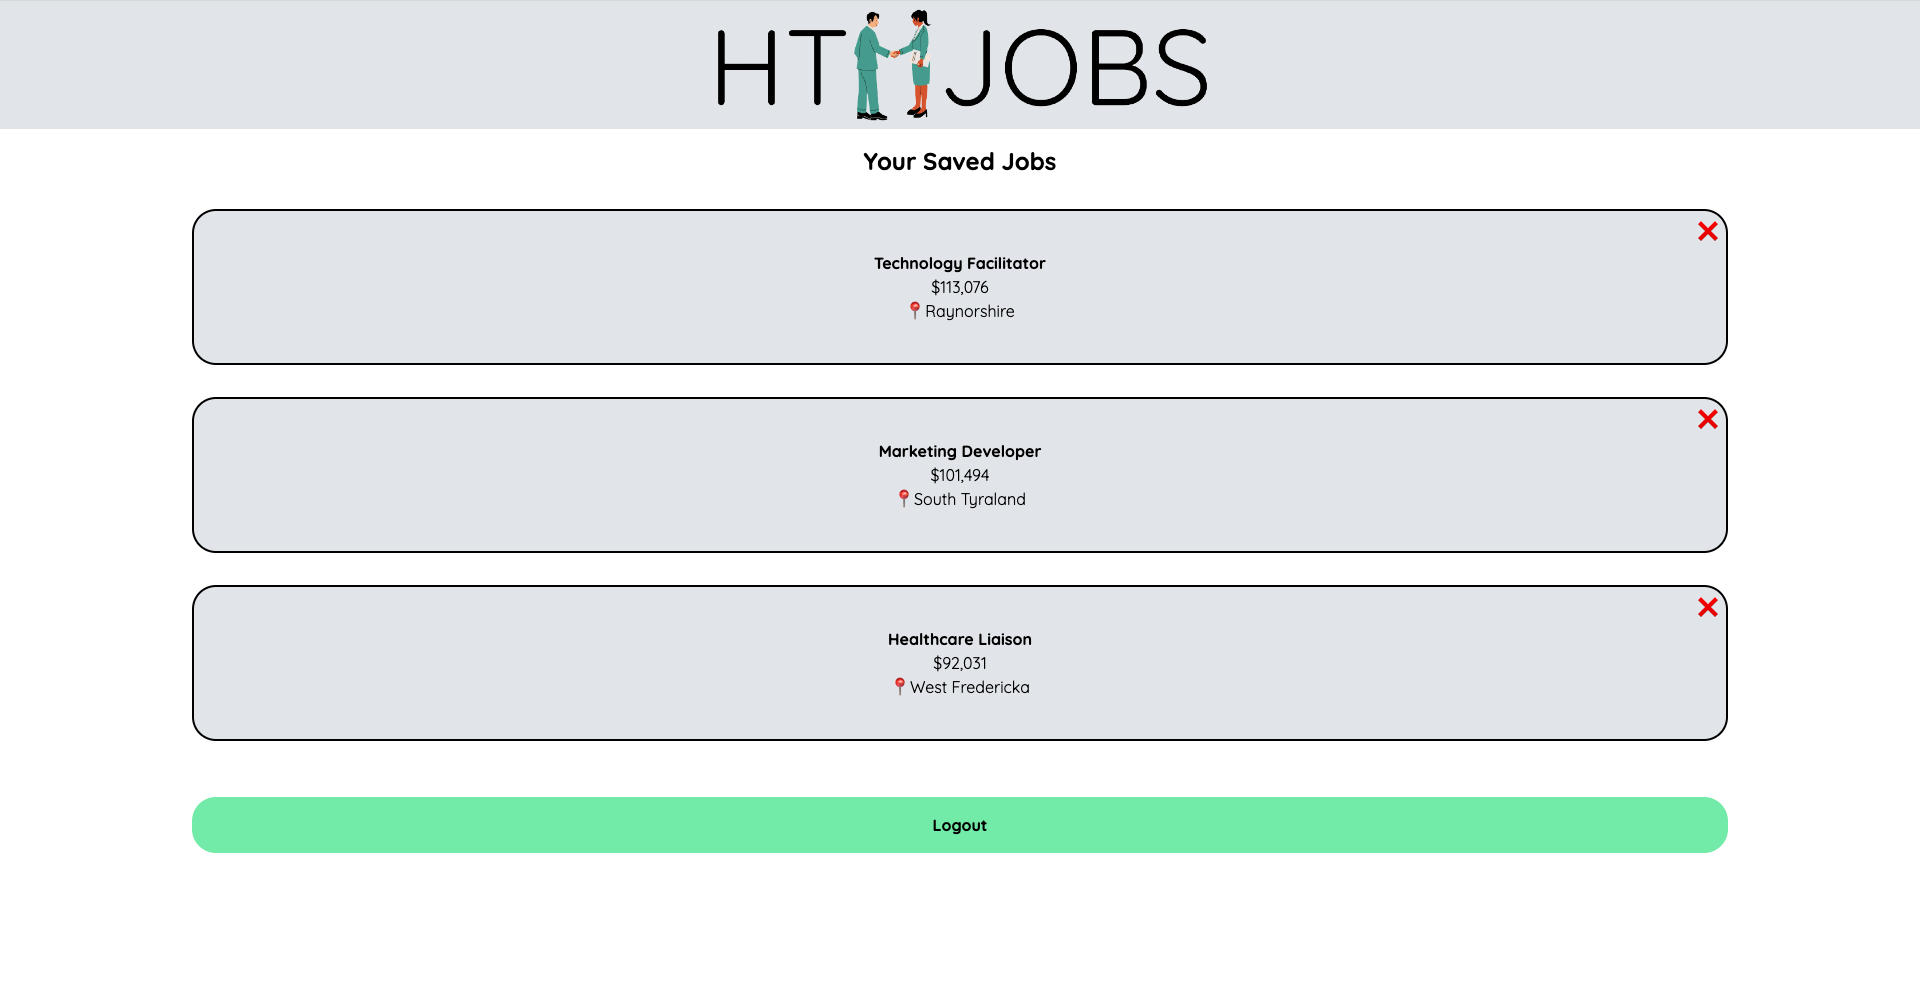 HT JOBS
Your Saved Jobs
Technology Facilitator
$113,076
📍Raynorshire
Marketing Developer
$101,494
📍South Tyraland
Healthcare Liaison
$92,031
📍West Fredericka
Logout